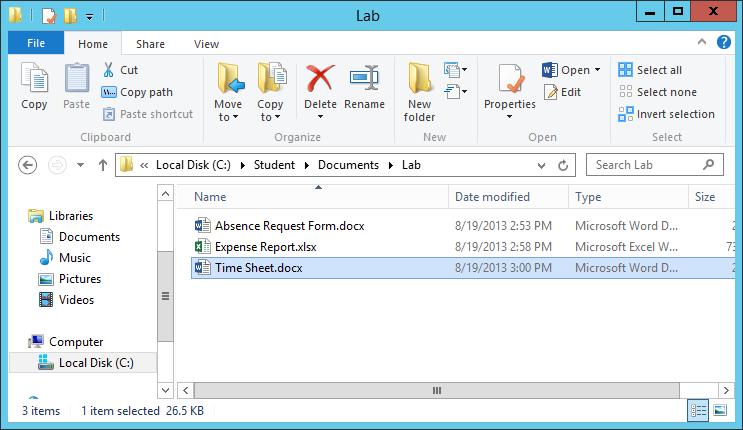 Lab
File Home Share View
Copy Paste Cut Copy path Paste shortcut Move to Copy to Delete Rename New folder Properties Open Edit Select all Select none Invert selection
Clipboard Organize New Open Select
Local Disk (C:) Student Documents Lab Search Lab
Name Date modified Type Size
Libraries
Documents
Music
Pictures
Videos
Computer
Local Disk (C:)
Absence Request Form.docx 8/19/2013 2:53 PM Microsoft Word D...
Expense Report.xlsx 8/19/2013 2:58 PM Microsoft Excel W...
Time Sheet.docx 8/19/2013 3:00 PM Microsoft Word D...
3 items 1 item selected 26.5 KB